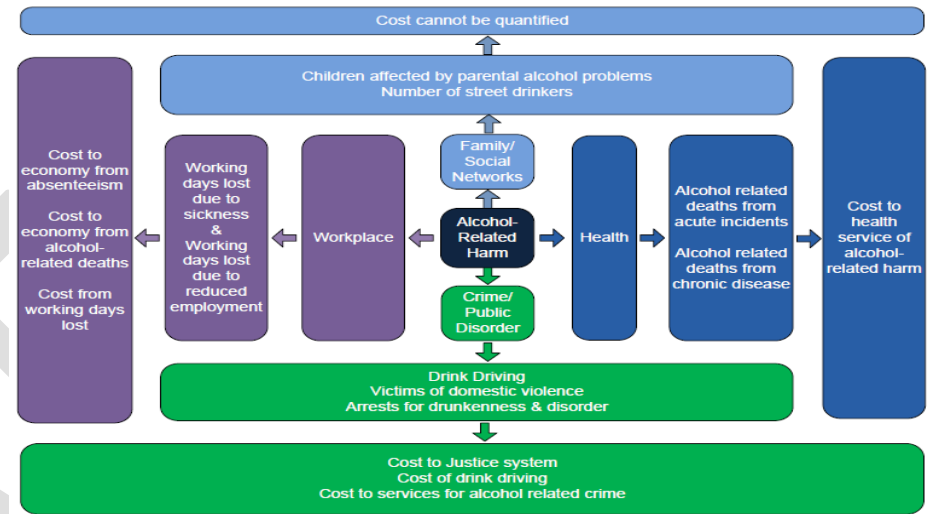 Cost cannot be quantified
Children affected by parental alcohol problems
Number of street drinkers
Cost to
economy from
absenteeism
Cost to
economy from
alcohol-
related deaths
Cost from
working days
lost
Working
days lost
due to
sickness
&
Working
days lost
due to
reduced
employment
Workplace
Family/
Social
Networks
Alcohol-
Related
Harm
Crime/
Public
Disorder
Health
Alcohol related
deaths from
acute incidents
Alcohol related
deaths from
chronic disease
Cost to
health
service of
alcohol-
related harm
Drink Driving
Victims of domestic violence
Arrests for drunkenness & disorder
Cost to Justice system
Cost of drink driving
Cost to services for alcohol related crime